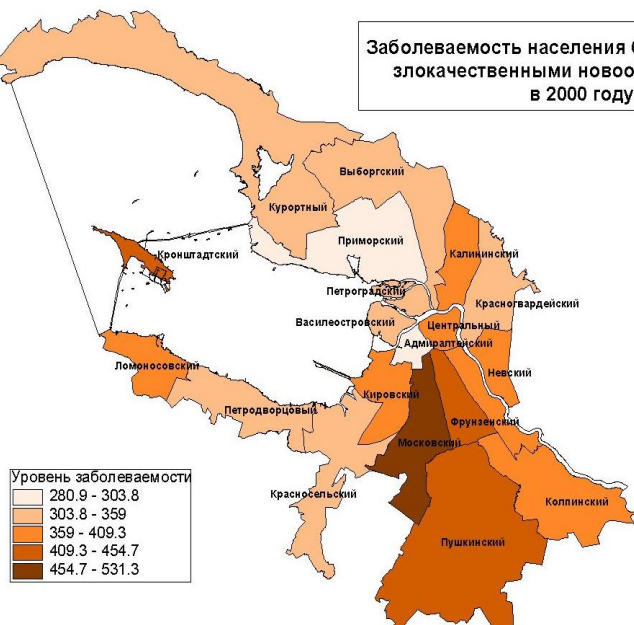 Заболеваемость населения
злокачественными
в 2000 году
Выборгский
Курортный
Приморский
Кронштадтский
Калининский
Петроградский
Красногвардейский
Василеостровский
Центральный
Адмиралтейский
Ломоносовский
Невский
Кировский
Петродворцовый
Фрунзенский
Московский
Красносельский
Колпинский
Пушкинский
Уровень заболеваемости
280.9 - 303.8
303.8 - 359
359 - 409.3
409.3 - 454.7
454.7 - 531.3